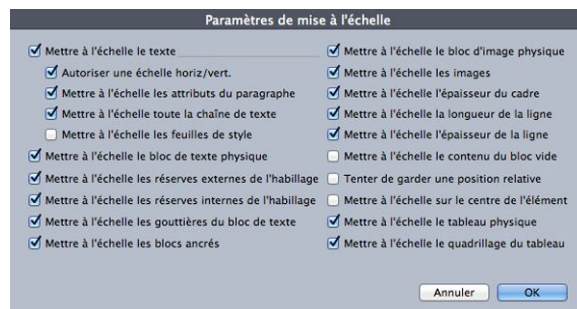 Paramètres de mise à l'échelle
Mettre à l'échelle le texte
Autoriser une échelle horiz/vert.
Mettre à l'échelle les attributs du paragraphe
Mettre à l'échelle toute la chaîne de texte
Mettre à l'échelle les feuilles de style
Mettre à l'échelle le bloc de texte physique
Mettre à l'échelle les réserves externes de l'habillage
Mettre à l'échelle les réserves internes de l'habillage
Mettre à l'échelle les gouttières du bloc de texte
Mettre à l'échelle les blocs ancrés
Mettre à l'échelle le bloc d'image physique
Mettre à l'échelle les images
Mettre à l'échelle l'épaisseur du cadre
Mettre à l'échelle la longueur de la ligne
Mettre à l'échelle l'épaisseur de la ligne
Mettre à l'échelle le contenu du bloc vide
Tenter de garder une position relative
Mettre à l'échelle sur le centre de l'élément
Mettre à l'échelle le tableau physique
Mettre à l'échelle le quadrillage du tableau
Annuler
OK